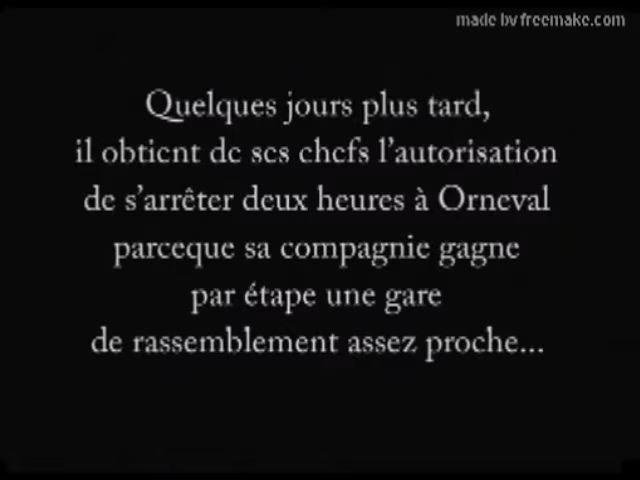 made by freemake.com
Quelques jours plus tard,
il obtient de ses chefs l'autorisation
de s'arrêter deux heures à Orneval
parceque sa compagnie gagne
par étape une gare
de rassemblement assez proche...